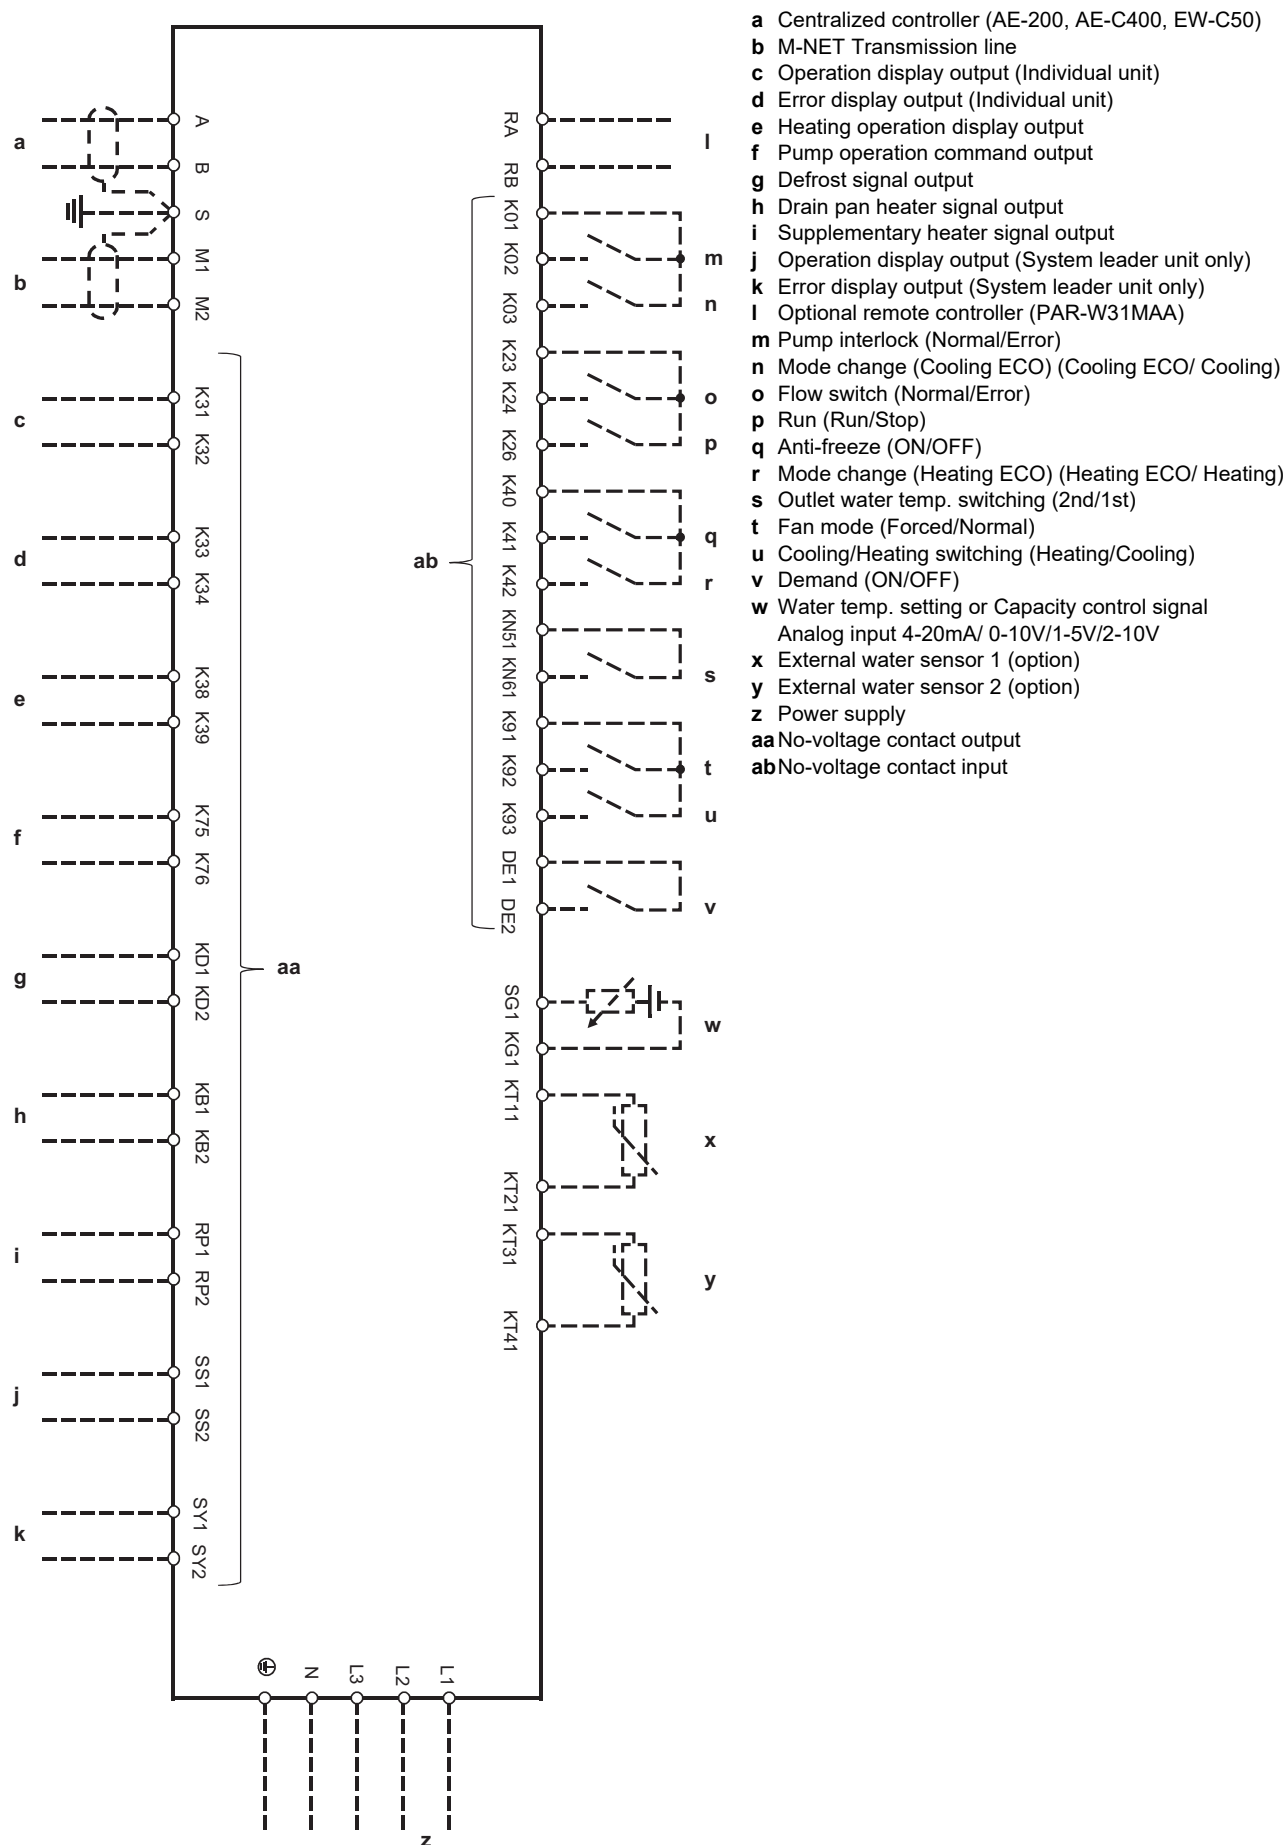 a Centralized controller (AE-200, AE-C400, EW-C50)
b M-NET Transmission line
c Operation display output (Individual unit)
d Error display output (Individual unit)
e Heating operation display output
f Pump operation command output
g Defrost signal output
h Drain pan heater signal output
i Supplementary heater signal output
j Operation display output (System leader unit only)
k Error display output (System leader unit only)
l Optional remote controller (PAR-W31MAA)
m Pump interlock (Normal/Error)
n Mode change (Cooling ECO) (Cooling ECO/ Cooling)
o Flow switch (Normal/Error)
p Run (Run/Stop)
q Anti-freeze (ON/OFF)
r Mode change (Heating ECO) (Heating ECO/ Heating)
s Outlet water temp. switching (2nd/1st)
t Fan mode (Forced/Normal)
u Cooling/Heating switching (Heating/Cooling)
v Demand (ON/OFF)
w Water temp. setting or Capacity control signal
Analog input 4-20mA/ 0-10V/1-5V/2-10V
x External water sensor 1 (option)
y External water sensor 2 (option)
z Power supply
aa No-voltage contact output
ab No-voltage contact input
a
b
c
d
e
f
g
h
i
j
k
A
B
S
M1
M2
K31
K32
K33
K34
K38
K39
K75
K76
KD1
KD2
KB1
KB2
RP1
RP2
SS1
SS2
SY1
SY2
aa
ab
RA
RB
K01
K02
K03
K23
K24
K26
K40
K41
K42
KN51
KN61
K91
K92
K93
DE1
DE2
SG1
KG1
KT11
KT21
KT31
KT41
l
m
n
o
p
q
r
s
t
u
v
w
x
y
N
L3
L2
L1
z